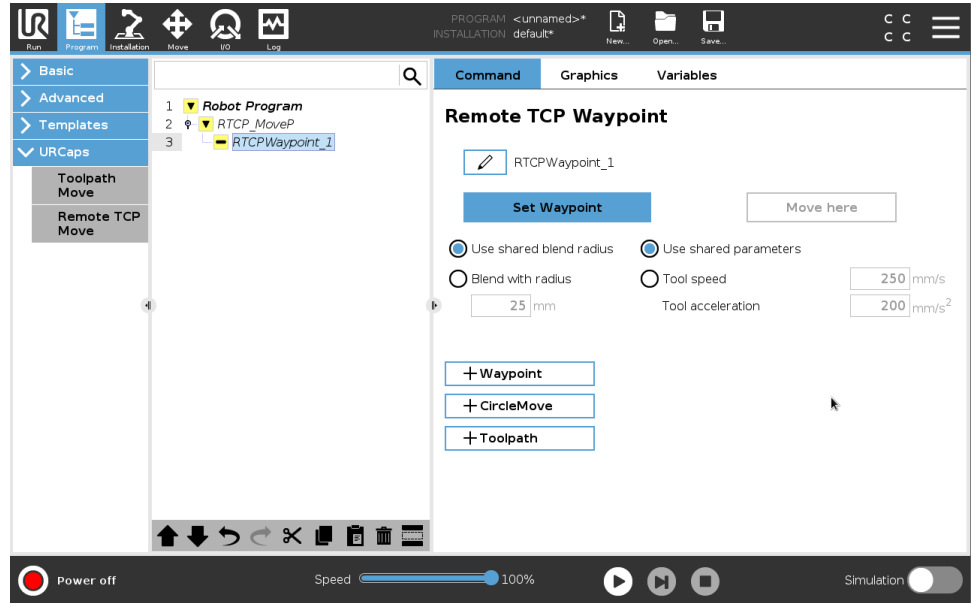 PROGRAM <unnamed>*
INSTALLATION default*
C C
C C
Run Program Installation Move I/O Log New... Open... Save...
Basic
Advanced
Templates
URCaps
Toolpath
Move
Remote TCP
Move
1 Robot Program
2 RTCP_MoveP
3 RTCPWaypoint_1
Command Graphics Variables
Remote TCP Waypoint
RTCPWaypoint_1
Set Waypoint Move here
Use shared blend radius Use shared parameters
Blend with radius Tool speed 250 mm/s
25 mm Tool acceleration 200 mm/s²
+ Waypoint
+ CircleMove
+ Toolpath
Power off Speed 100% Simulation